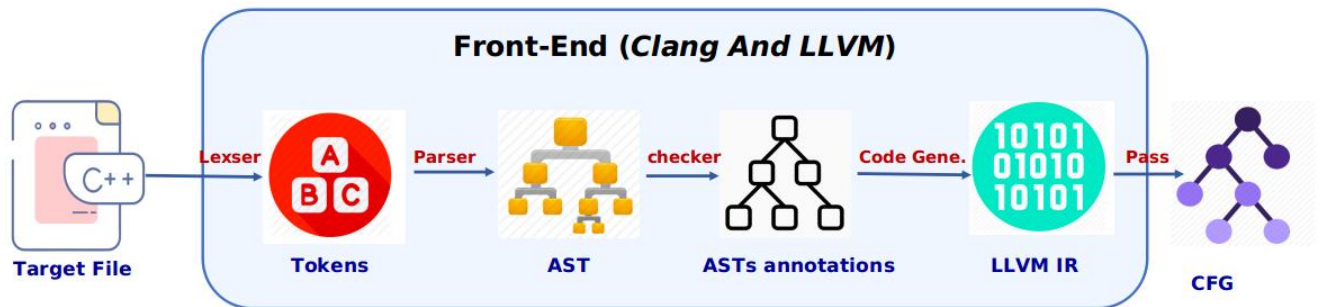 Front-End (Clang And LLVM)
C++
Lexser
A
B C
Parser
checker
Code Gene.
10101
01010
10101
Pass
Target File
Tokens
AST
ASTs annotations
LLVM IR
CFG